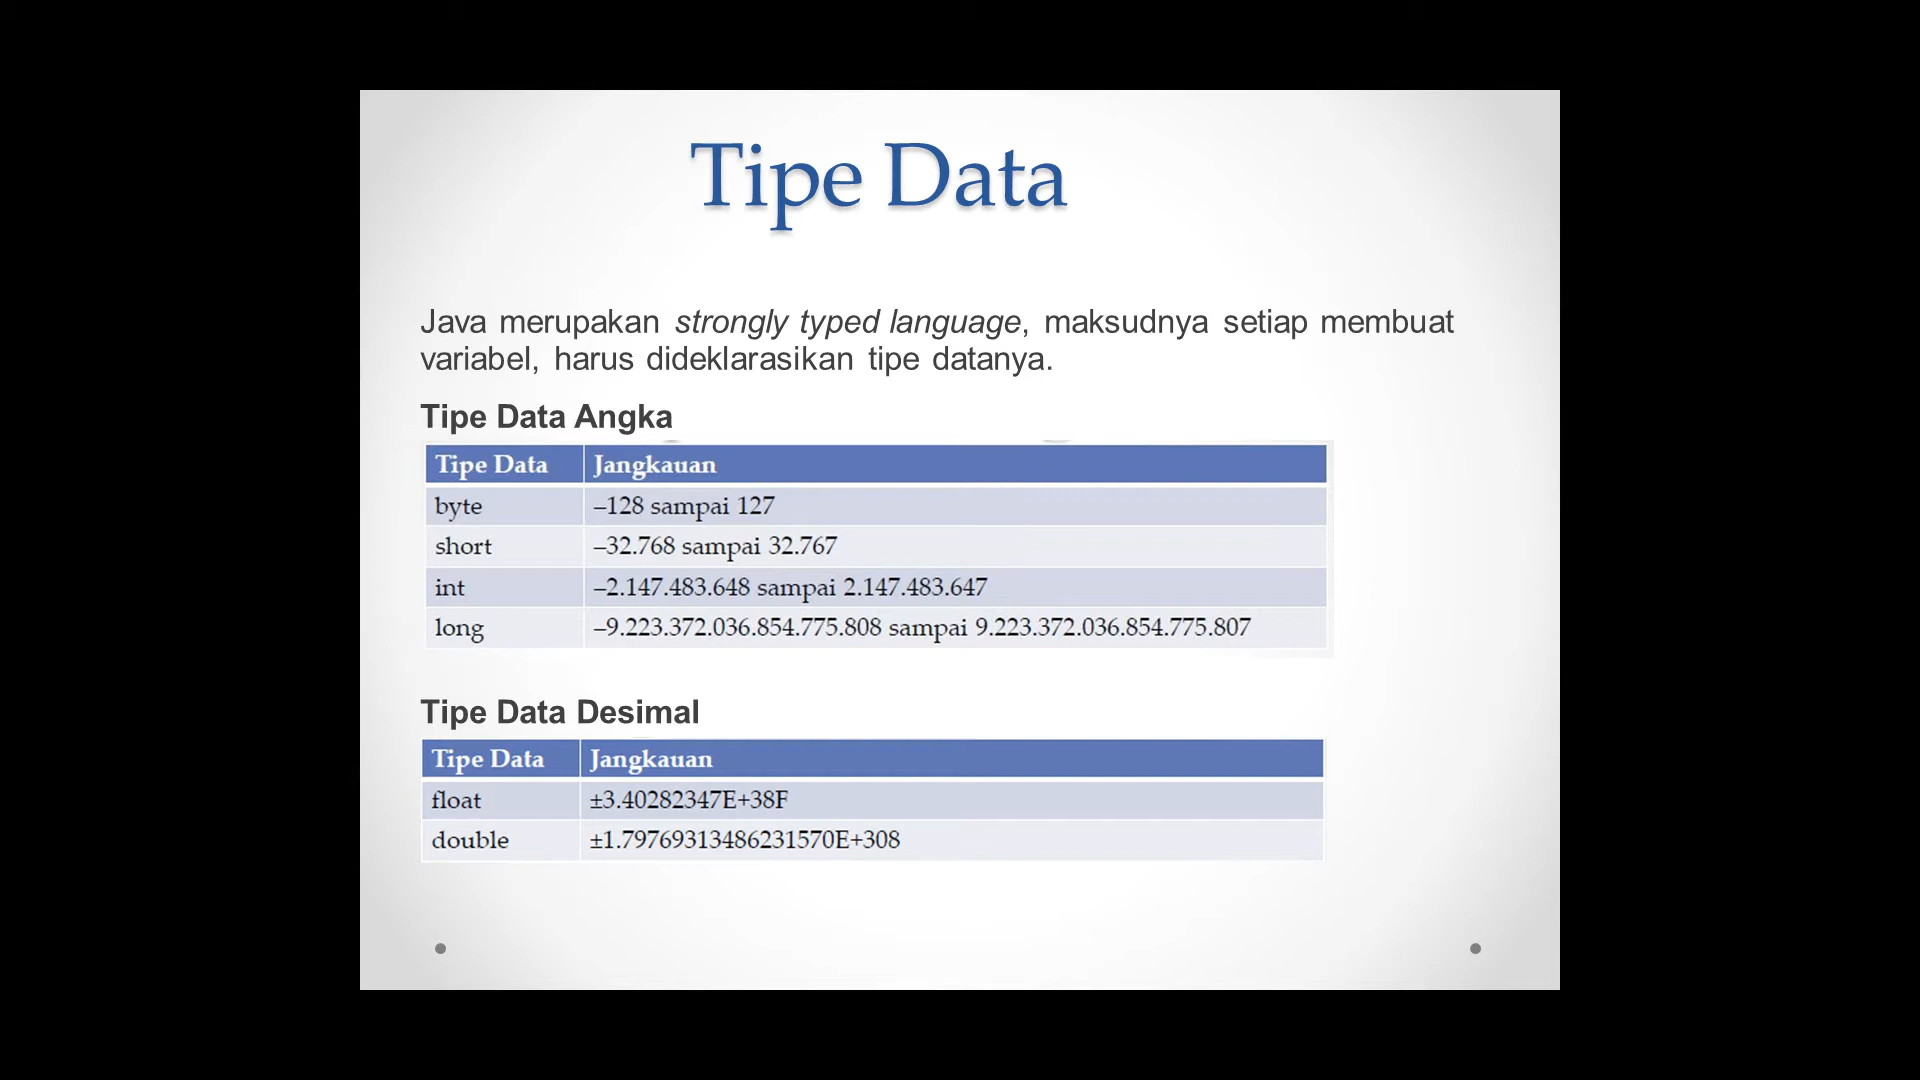 Tipe Data
Java merupakan strongly typed language, maksudnya setiap membuat
variabel, harus dideklarasikan tipe datanya.
Tipe Data Angka
Tipe Data Jangkauan
byte –128 sampai 127
short –32.768 sampai 32.767
int –2.147.483.648 sampai 2.147.483.647
long –9.223.372.036.854.775.808 sampai 9.223.372.036.854.775.807
Tipe Data Desimal
Tipe Data Jangkauan
float ±3.40282347E+38F
double ±1.79769313486231570E+308